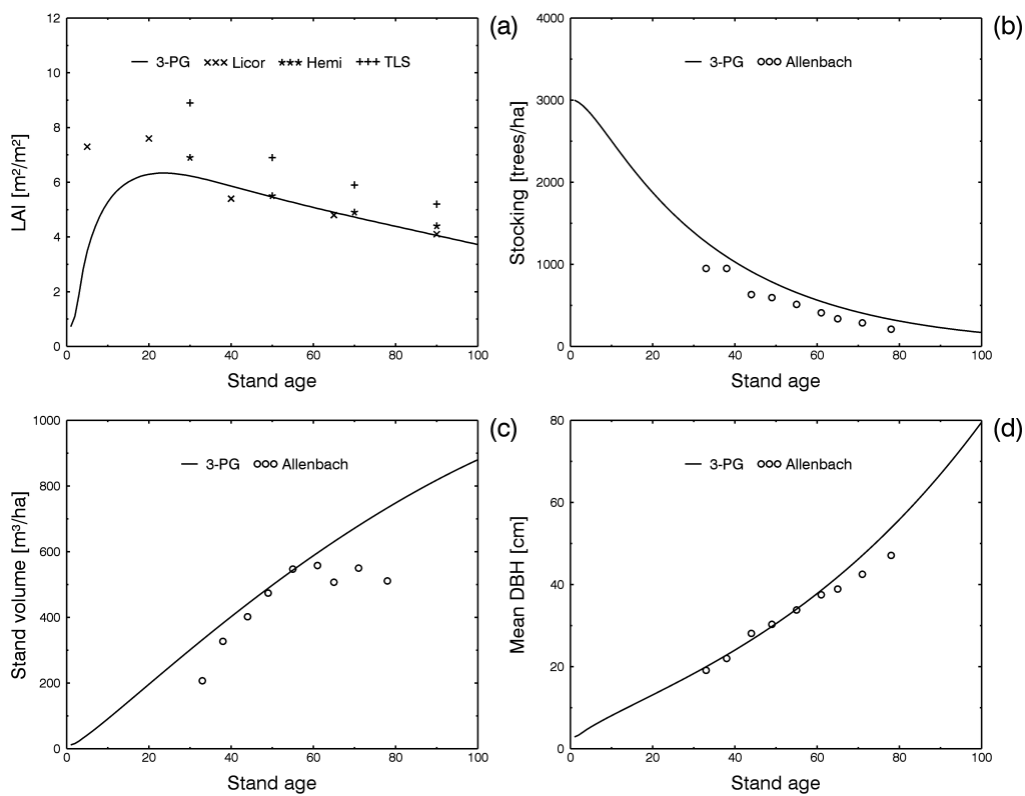 (a)
12
10
8
6
4
2
0
LAI [m²/m²]
3-PG Licor Hemi TLS
0 20 40 60 80 100
Stand age
(b)
4000
3000
2000
1000
0
Stocking [trees/ha]
3-PG Allenbach
0 20 40 60 80 100
Stand age
(c)
1000
800
600
400
200
0
Stand volume [m³/ha]
3-PG Allenbach
0 20 40 60 80 100
Stand age
(d)
80
60
40
20
0
Mean DBH [cm]
3-PG Allenbach
0 20 40 60 80 100
Stand age